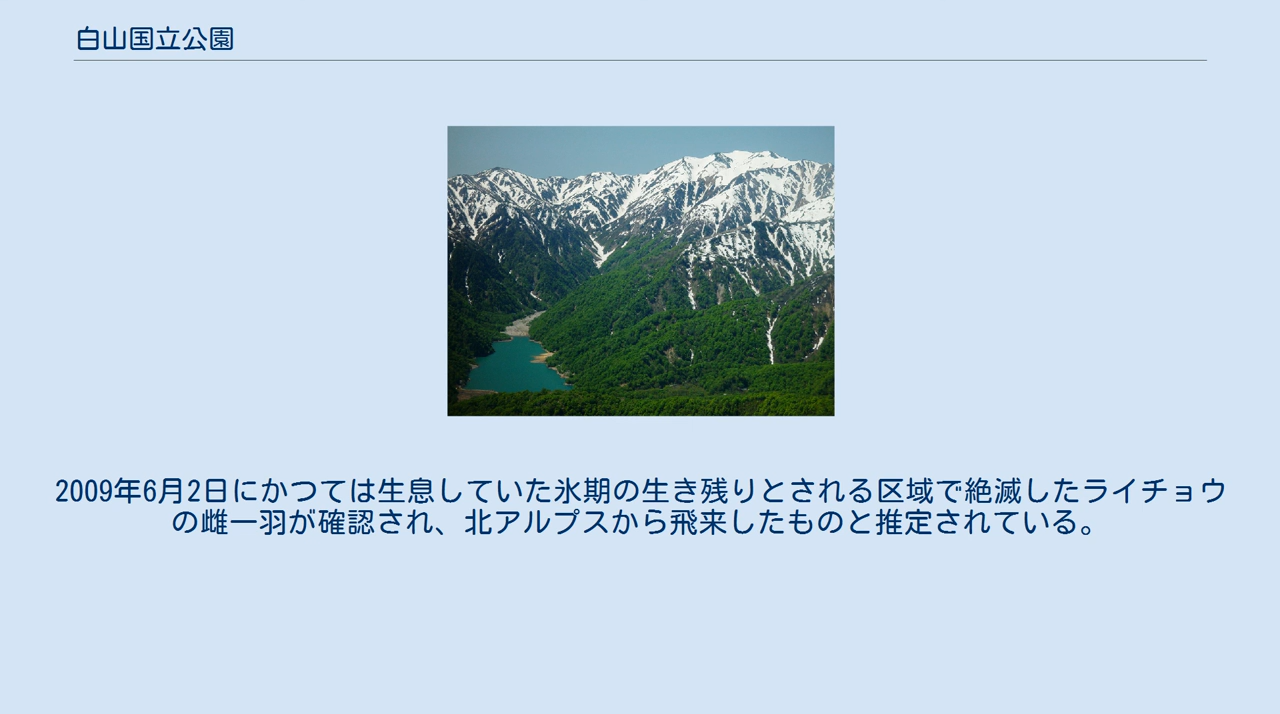 白山国立公園
2009年6月2日にかつては生息していた氷期の生き残りとされる区域で絶滅したライチョウ
の雌一羽が確認され、北アルプスから飛来したものと推定されている。